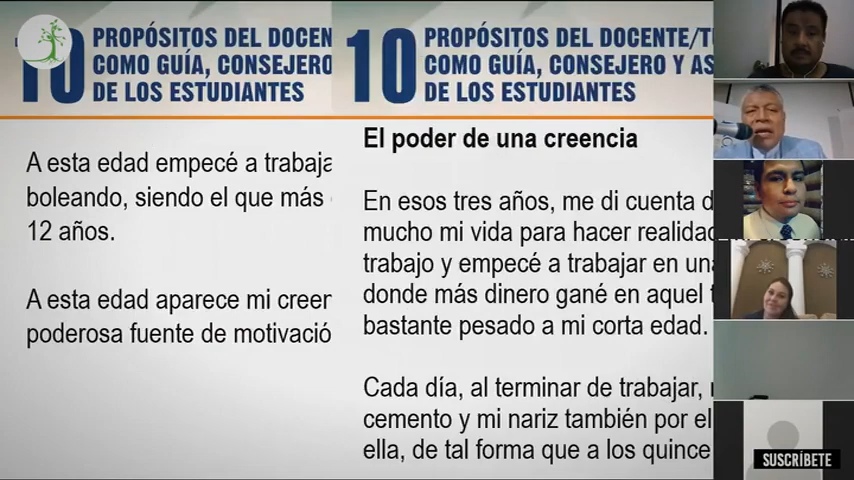 10 PROPÓSITOS DEL DOCEN
COMO GUÍA, CONSEJERO
DE LOS ESTUDIANTES
A esta edad empecé a trabaja
boleando, siendo el que más
12 años.
A esta edad aparece mi creen
poderosa fuente de motivació
10 PROPÓSITOS DEL DOCENTE/T
COMO GUÍA, CONSEJERO Y AS
DE LOS ESTUDIANTES
El poder de una creencia
En esos tres años, me di cuenta d
mucho mi vida para hacer realidad
trabajo y empecé a trabajar en una
donde más dinero gané en aquel t
bastante pesado a mi corta edad.
Cada día, al terminar de trabajar,
cemento y mi nariz también por el
ella, de tal forma que a los quince
SUSCRÍBETE